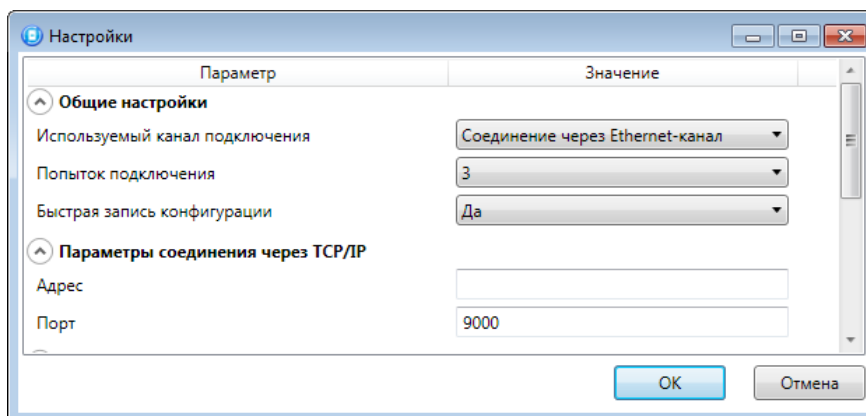 Настройки
Параметр Значение
Общие настройки
Используемый канал подключения Соединение через Ethernet-канал
Попыток подключения 3
Быстрая запись конфигурации Да
Параметры соединения через TCP/IP
Адрес
Порт 9000
OK Отмена